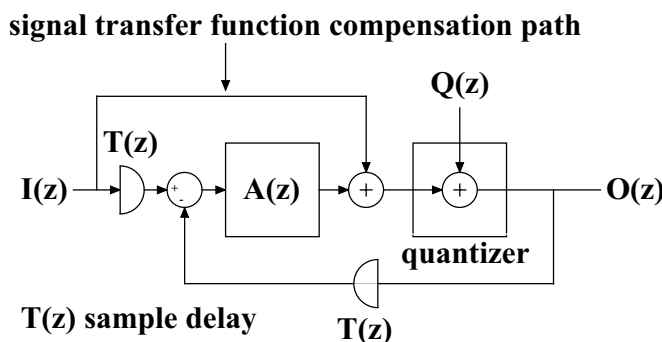 signal transfer function compensation path
Q(z)
T(z)
I(z)
+
-
A(z)
+
+
O(z)
quantizer
T(z) sample delay
T(z)